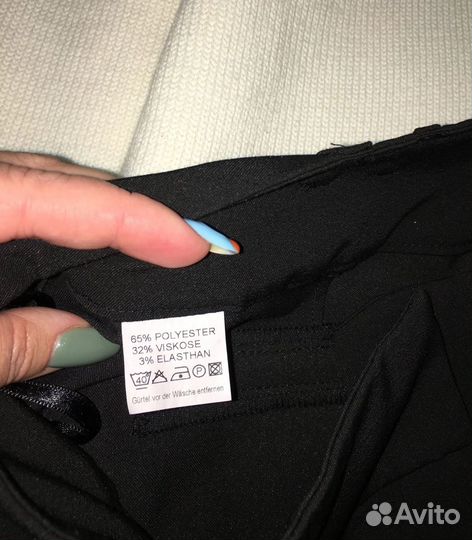 65% POLYESTER
32% VISKOSE
3% ELASTHAN
40 P
Gürtel vor der Wäsche entfernen
Avito